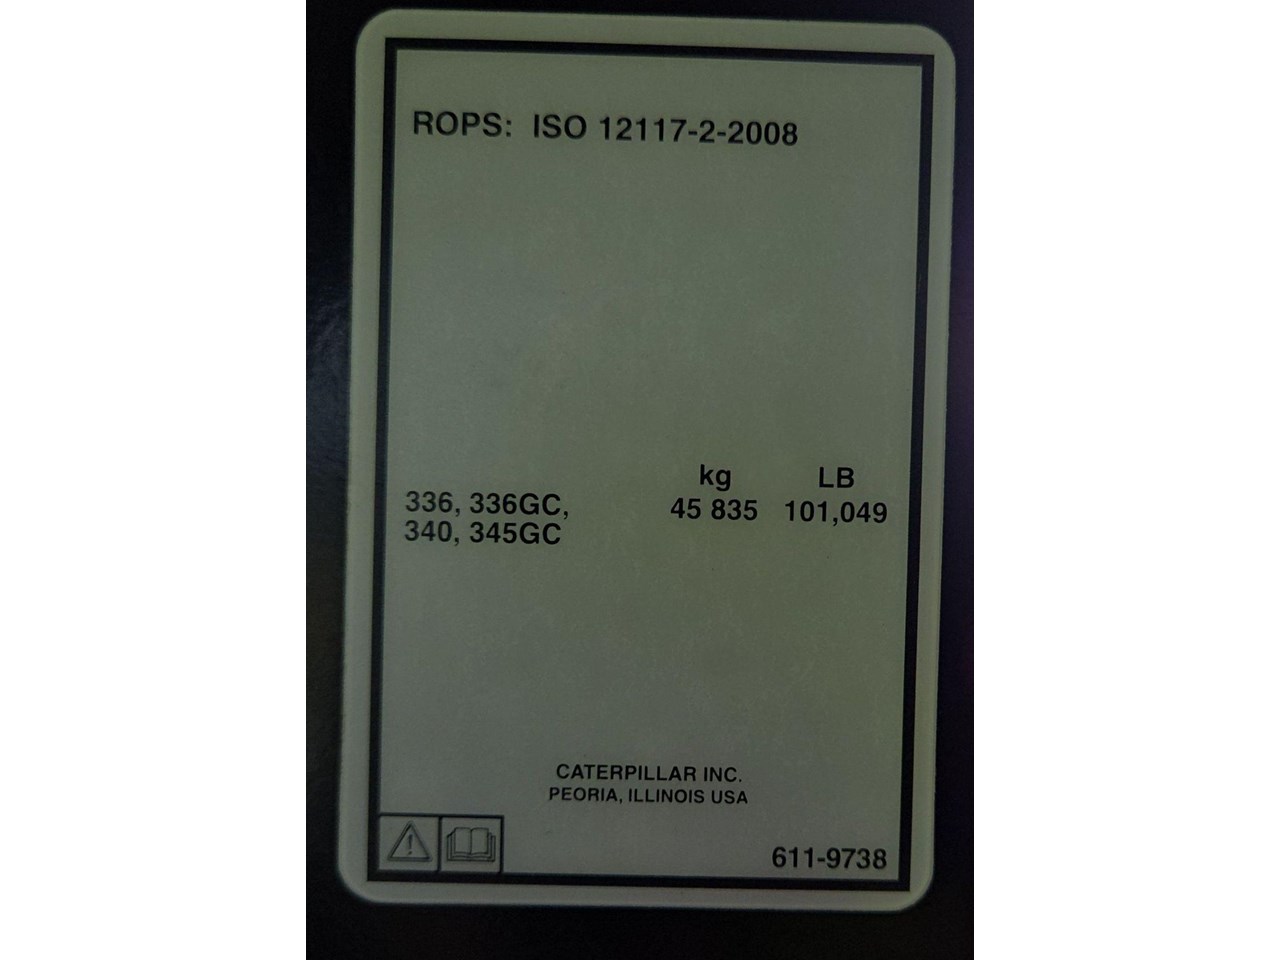 ROPS: ISO 12117-2-2008
kg LB
336, 336GC, 45 835 101,049
340, 345GC
CATERPILLAR INC.
PEORIA, ILLINOIS USA
611-9738